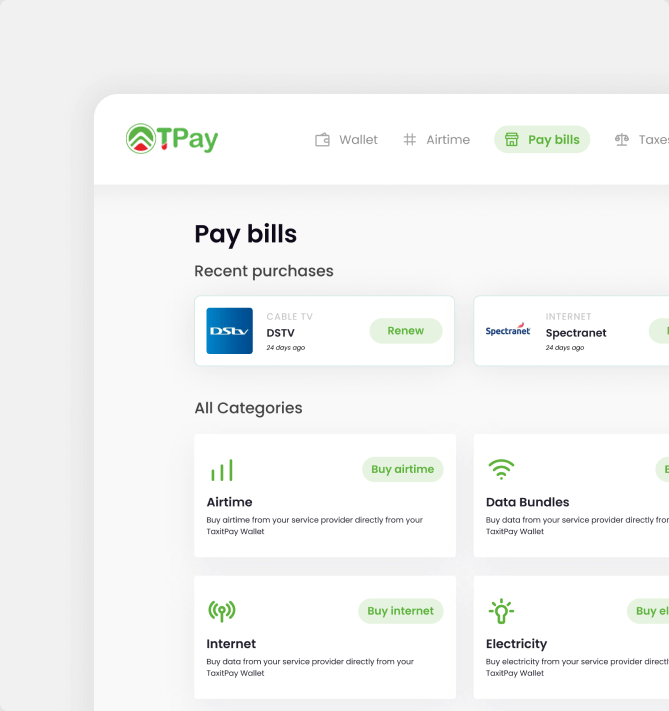 TPay
Wallet
Airtime
Pay bills
Taxes
Pay bills
Recent purchases
DSTV
CABLE TV
DSTV
24 days ago
Renew
Spectranet
INTERNET
Spectranet
24 days ago
All Categories
Buy airtime
Airtime
Buy airtime from your service provider directly from your
TaxitPay Wallet
Data Bundles
Buy data from your service provider directly from
TaxitPay Wallet
Buy internet
Internet
Buy data from your service provider directly from your
TaxitPay Wallet
Buy el
Electricity
Buy electricity from your service provider directly
TaxitPay Wallet